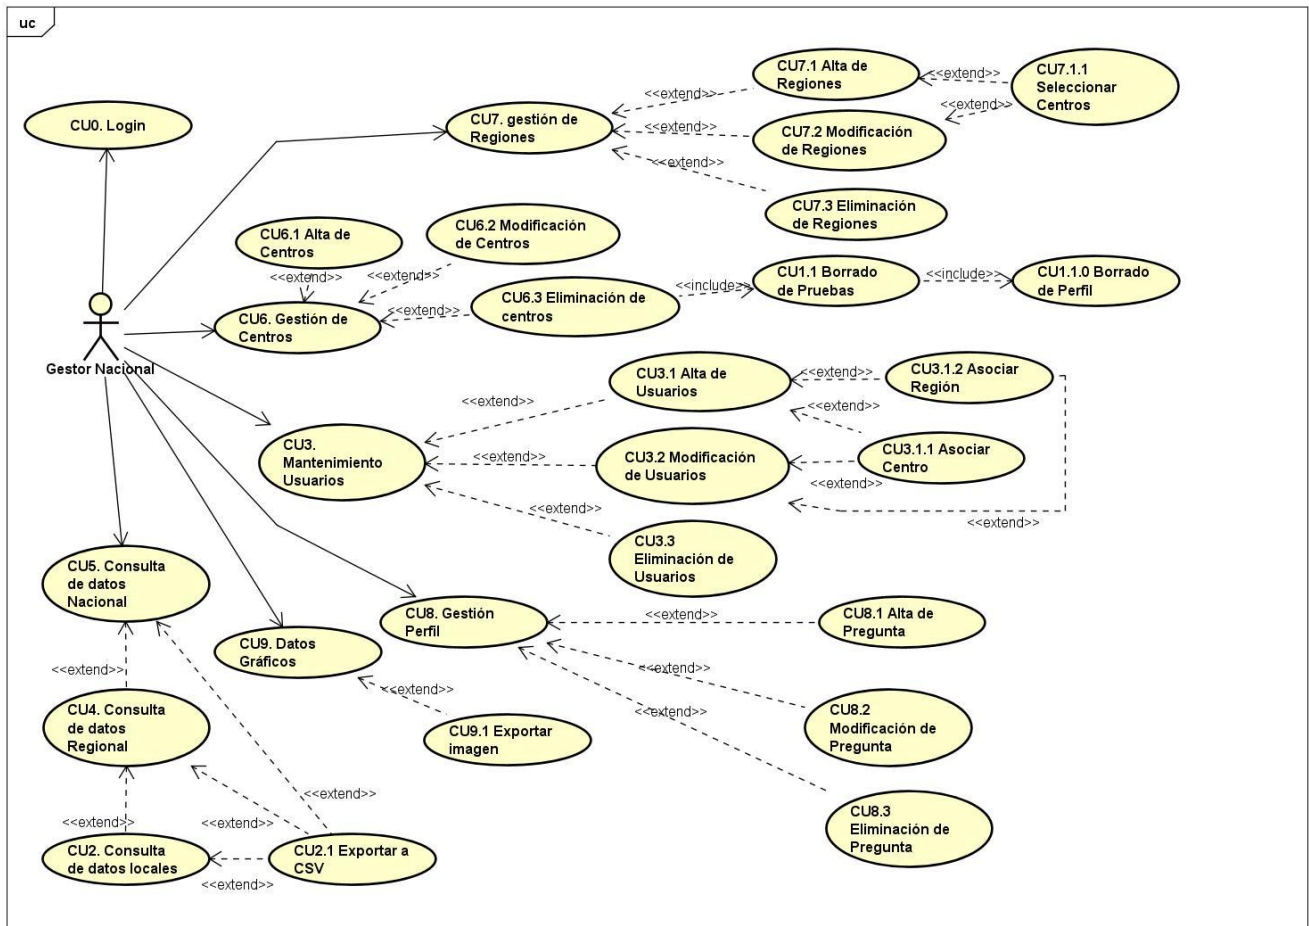 uc
CU0. Login
CU7. gestión de
Regiones
<<extend>>
<<extend>>
<<extend>>
CU7.1 Alta de
Regiones
CU7.2 Modificación
de Regiones
CU7.3 Eliminación
de Regiones
<<extend>>
<<extend>>
CU7.1.1
Seleccionar
Centros
CU6.1 Alta de
Centros
CU6.2 Modificación
de Centros
<<extend>>
<<extend>>
<<extend>>
CU6. Gestión de
Centros
CU6.3 Eliminación de
centros
<<include>>
CU1.1 Borrado
de Pruebas
<<include>>
CU1.1.0 Borrado
de Perfil
Gestor Nacional
CU3.
Mantenimiento
Usuarios
<<extend>>
<<extend>>
<<extend>>
CU3.1 Alta de
Usuarios
CU3.2 Modificación
de Usuarios
CU3.3
Eliminación de
Usuarios
<<extend>>
<<extend>>
<<extend>>
<<extend>>
CU3.1.2 Asociar
Región
CU3.1.1 Asociar
Centro
CU5. Consulta
de datos
Nacional
CU9. Datos
Gráficos
CU8. Gestión
Perfil
<<extend>>
<<extend>>
<<extend>>
CU8.1 Alta de
Pregunta
CU8.2
Modificación de
Pregunta
CU8.3
Eliminación de
Pregunta
<<extend>>
CU9.1 Exportar
imagen
<<extend>>
CU4. Consulta
de datos
Regional
<<extend>>
<<extend>>
<<extend>>
CU2. Consulta
de datos locales
CU2.1 Exportar a
CSV
<<extend>>